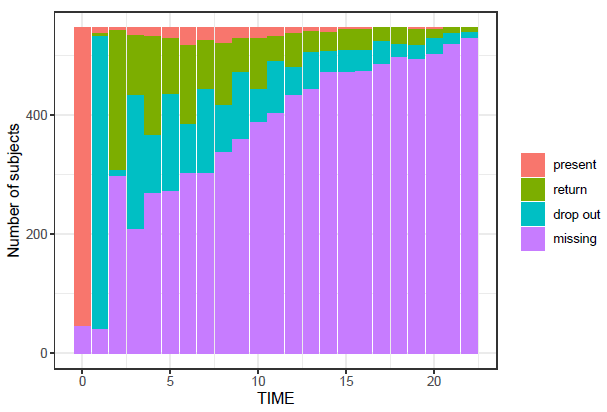 Number of subjects
400
200
0
0
5
10
15
20
TIME
present
return
drop out
missing